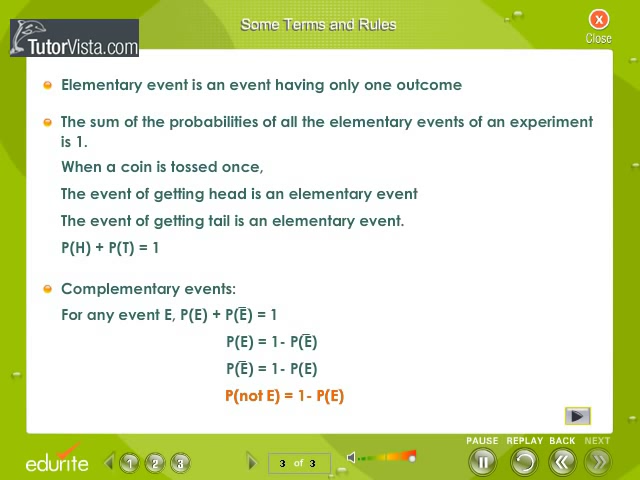 Some Terms and Rules
Close
TutorVista.com
Elementary event is an event having only one outcome
The sum of the probabilities of all the elementary events of an experiment
is 1.
When a coin is tossed once,
The event of getting head is an elementary event
The event of getting tail is an elementary event.
P(H) + P(T) = 1
Complementary events:
For any event E, P(E) + P(E̅) = 1
P(E) = 1- P(E̅)
P(E̅) = 1- P(E)
P(not E) = 1- P(E)
PAUSE REPLAY BACK NEXT
edurite
1 2 3
3 of 3